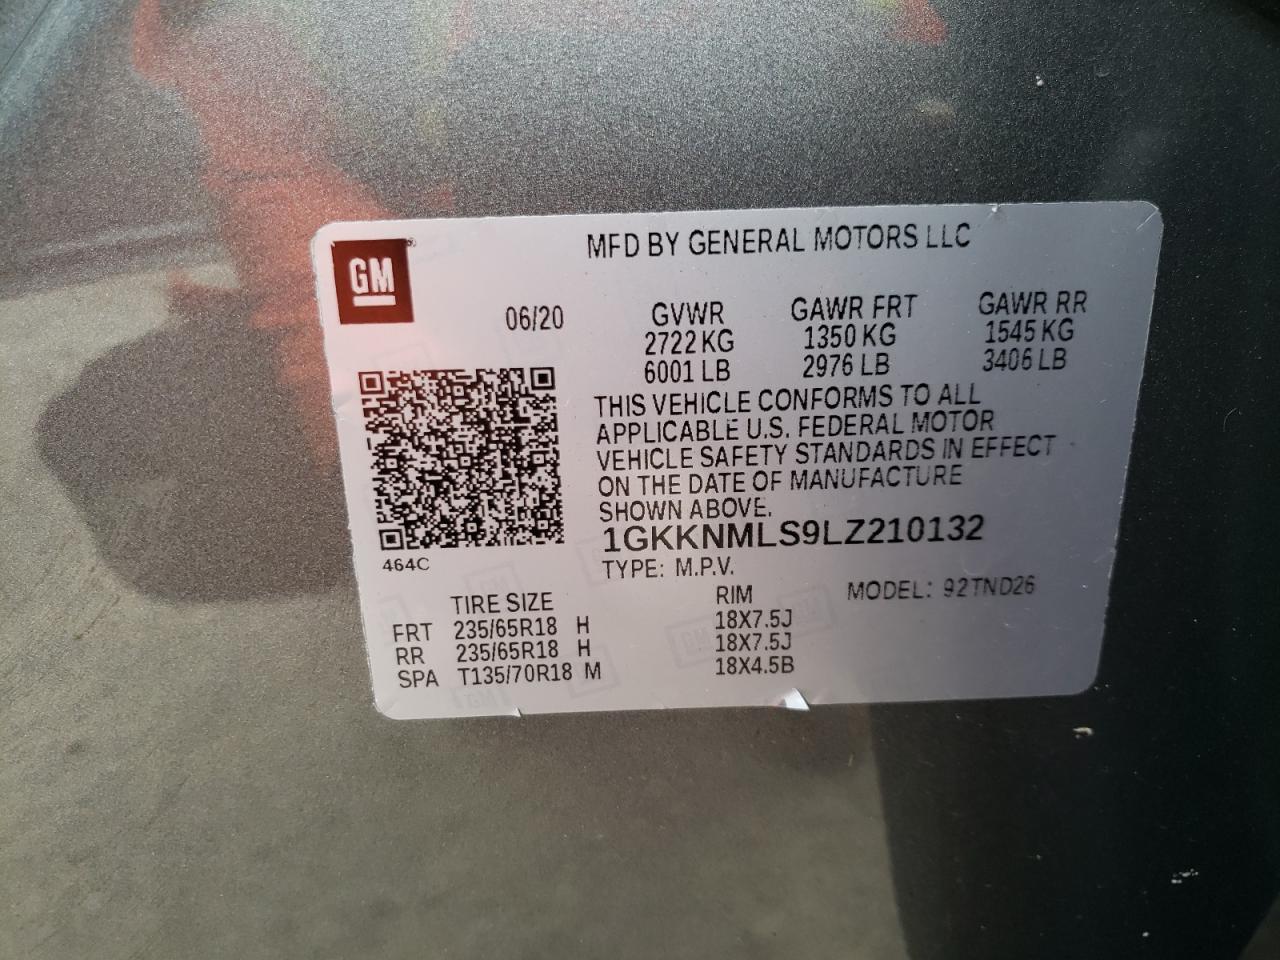 MFD BY GENERAL MOTORS LLC
GM
06/20
GVWR GAWR FRT GAWR RR
2722 KG 1350 KG 1545 KG
6001 LB 2976 LB 3406 LB
THIS VEHICLE CONFORMS TO ALL
APPLICABLE U.S. FEDERAL MOTOR
VEHICLE SAFETY STANDARDS IN EFFECT
ON THE DATE OF MANUFACTURE
SHOWN ABOVE.
1GKKNMLS9LZ210132
464C
TYPE: M.P.V.
TIRE SIZE RIM MODEL: 92TND26
FRT 235/65R18 H 18X7.5J
RR 235/65R18 H 18X7.5J
SPA T135/70R18 M 18X4.5B